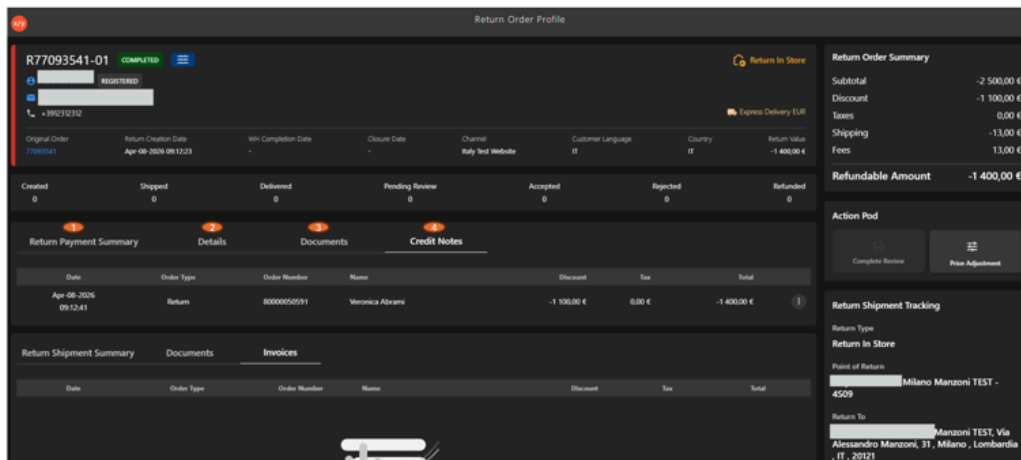 x/y
Return Order Profile
R77093541-01 COMPLETED
REGISTERED
+3912312312
Return In Store
Express Delivery EUR
Original Order Return Creation Date WH Completion Date Closure Date Channel Customer Language Country Return Value
77093541 Apr-08-2026 09:12:23 - - Italy Test Website IT IT -1 400,00 €
Created Shipped Delivered Pending Review Accepted Rejected Refunded
0 0 0 0 0 0 0
1 2 3 4
Return Payment Summary Details Documents Credit Notes
Date Order Type Order Number Name Discount Tax Total
Apr-08-2026
09:12:41 Return 80000050591 Veronica Abrami -1 100,00 € 0,00 € -1 400,00 €
Return Shipment Summary Documents Invoices
Date Order Type Order Number Name Discount Tax Total
Return Order Summary
Subtotal -2 500,00 €
Discount -1 100,00 €
Taxes 0,00 €
Shipping -13,00 €
Fees 13,00 €
Refundable Amount -1 400,00 €
Action Pod
Complete Review Price Adjustment
Return Shipment Tracking
Return Type
Return In Store
Point of Return
Milano Manzoni TEST -
4509
Return To
Manzoni TEST, Via
Alessandro Manzoni, 31 , Milano , Lombardia
, IT , 20121